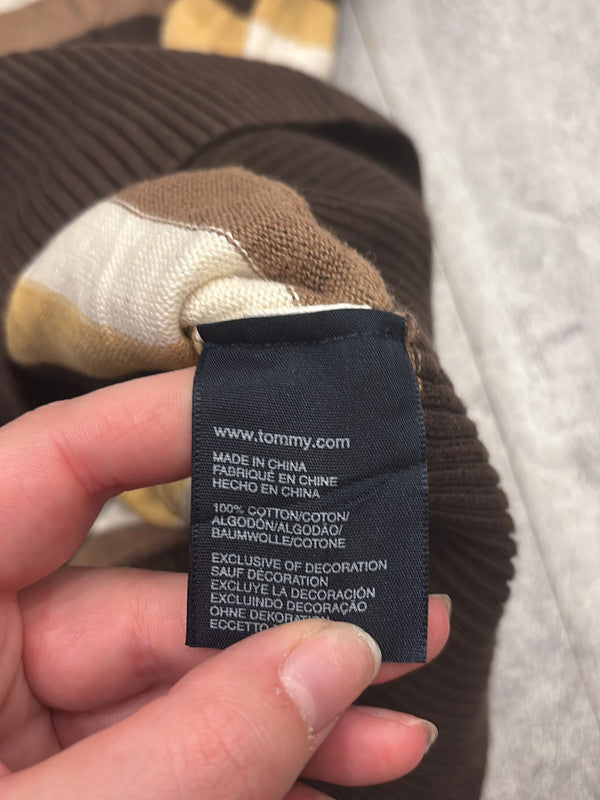 www.tommy.com
MADE IN CHINA
FABRIQUÉ EN CHINE
HECHO EN CHINA
100% COTTON/COTON/
ALGODÓN/ALGODÃO/
BAUMWOLLE/COTONE
EXCLUSIVE OF DECORATION
SAUF DÉCORATION
EXCLUYE LA DECORACIÓN
EXCLUINDO DECORAÇÃO
OHNE DEKORATION
ECCETTO